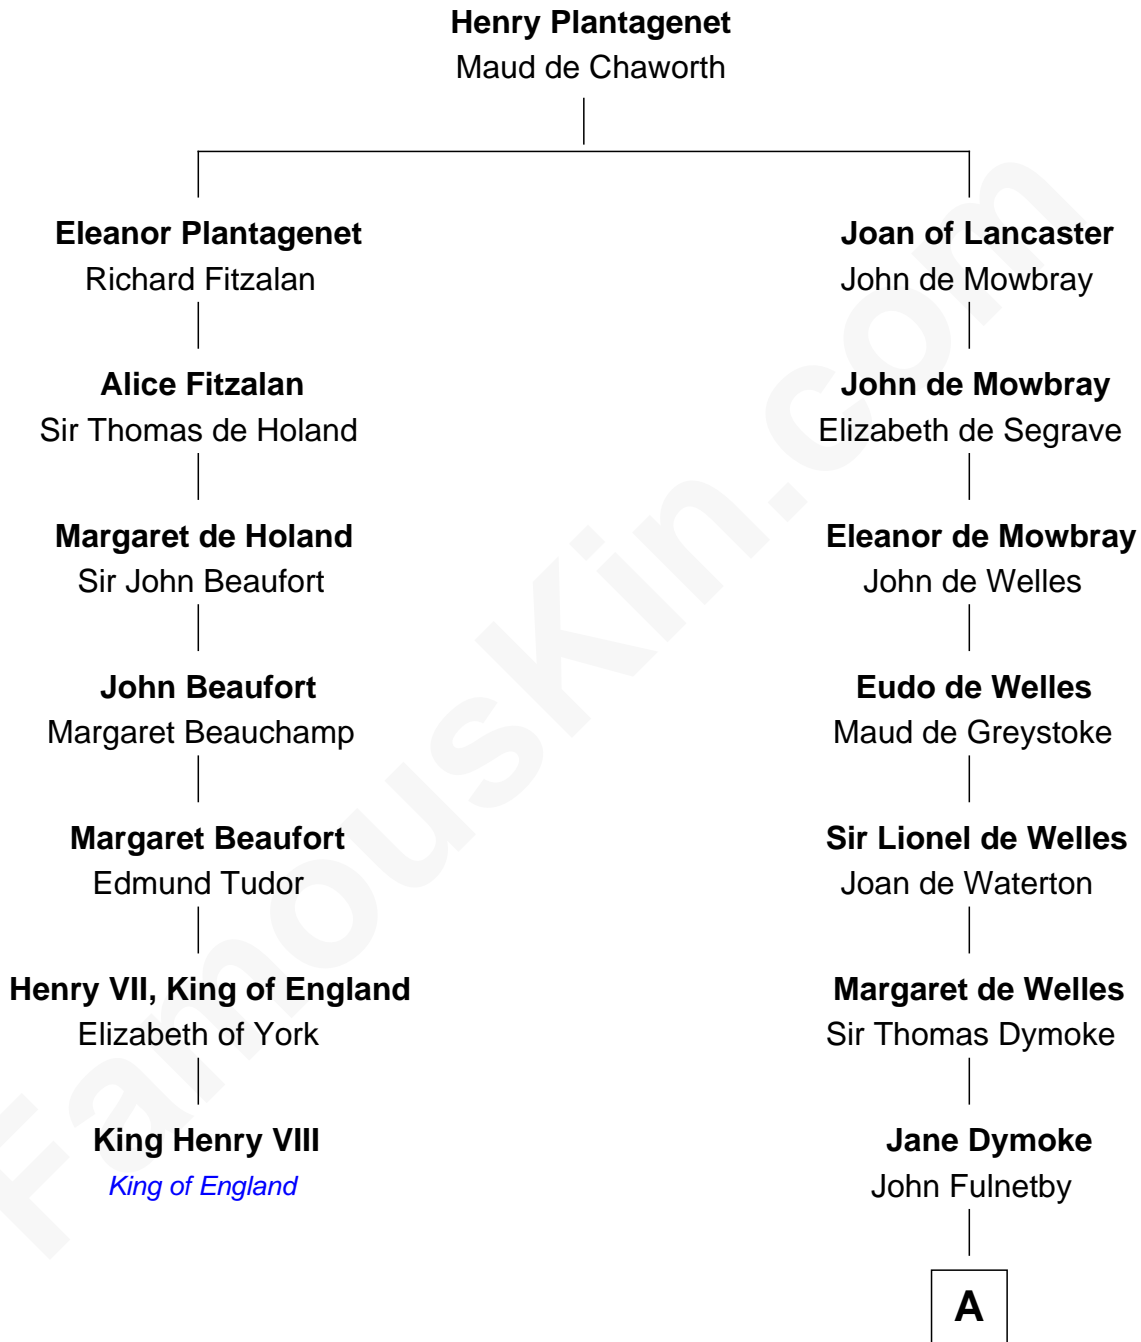 Henry Plantagenet
Maud de Chaworth
Eleanor Plantagenet
Richard Fitzalan
Alice Fitzalan
Sir Thomas de Holand
Margaret de Holand
Sir John Beaufort
John Beaufort
Margaret Beauchamp
Margaret Beaufort
Edmund Tudor
Henry VII, King of England
Elizabeth of York
King Henry VIII
King of England
Joan of Lancaster
John de Mowbray
John de Mowbray
Elizabeth de Segrave
Eleanor de Mowbray
John de Welles
Eudo de Welles
Maud de Greystoke
Sir Lionel de Welles
Joan de Waterton
Margaret de Welles
Sir Thomas Dymoke
Jane Dymoke
John Fulnetby
A
FamousKin.com